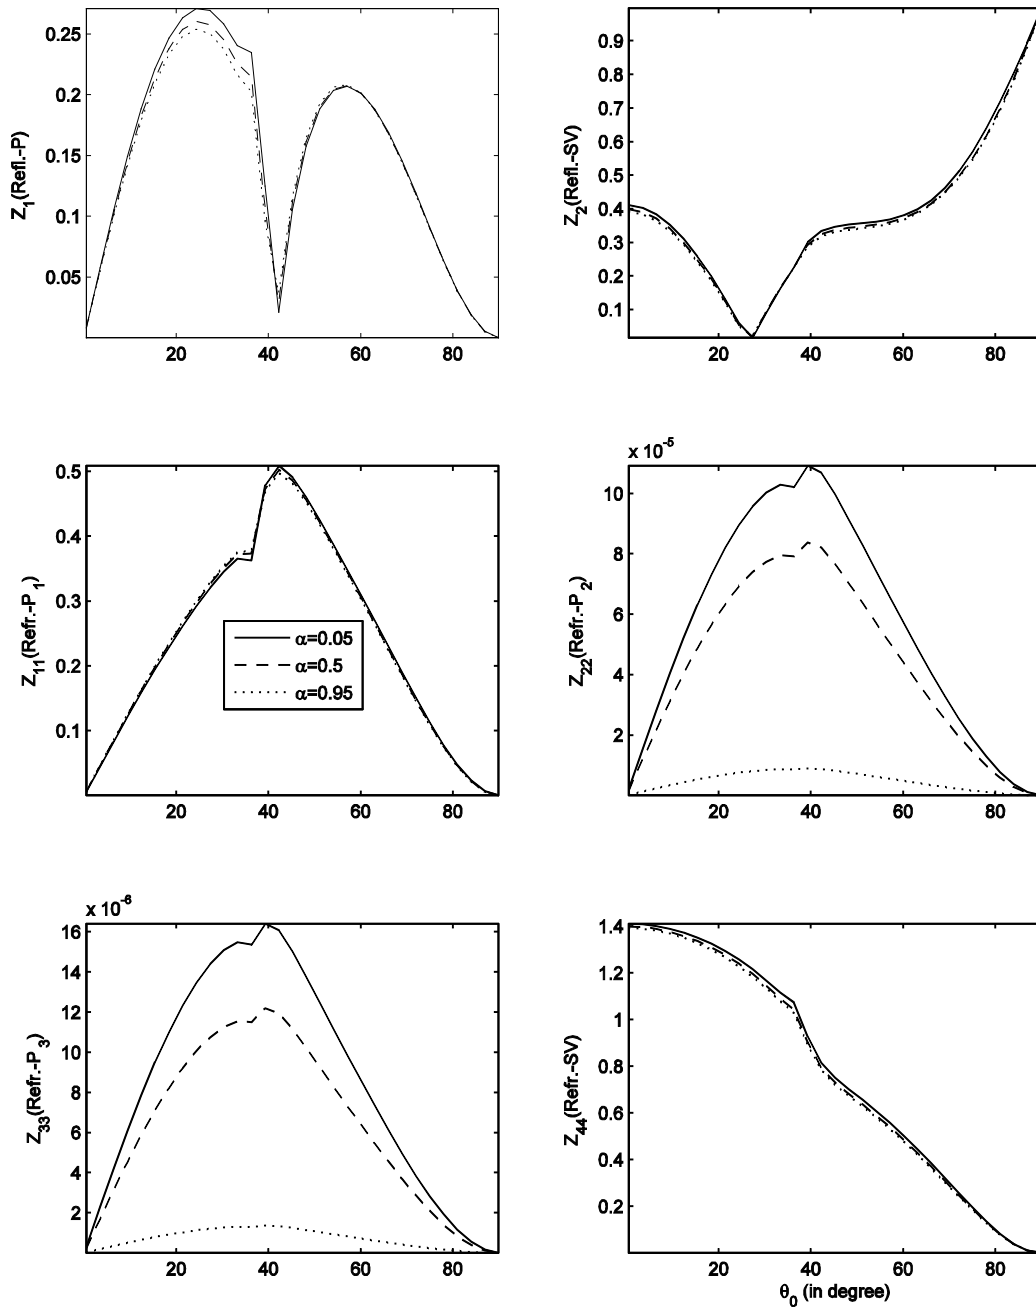 Z1(Refl.-P)
0.25
0.2
0.15
0.1
0.05
20 40 60 80
Z2(Refl.-SV)
0.9
0.8
0.7
0.6
0.5
0.4
0.3
0.2
0.1
20 40 60 80
Z11(Refr.-P1)
0.5
0.4
0.3
0.2
0.1
α=0.05
α=0.5
α=0.95
20 40 60 80
x 10-5
Z22(Refr.-P2)
10
8
6
4
2
20 40 60 80
x 10-6
Z33(Refr.-P3)
16
14
12
10
8
6
4
2
20 40 60 80
Z44(Refr.-SV)
1.4
1.2
1
0.8
0.6
0.4
0.2
20 40 60 80
θ0 (in degree)